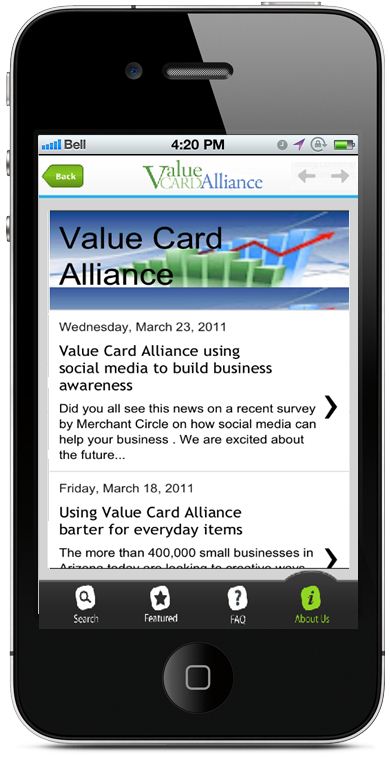 Bell 4:20 PM
Back
Value
CARD Alliance
Value Card
Alliance
Wednesday, March 23, 2011
Value Card Alliance using
social media to build business
awareness
Did you all see this news on a recent survey
by Merchant Circle on how social media can
help your business . We are excited about
the future...
Friday, March 18, 2011
Using Value Card Alliance
barter for everyday items
The more than 400,000 small businesses in
Arizona today are looking to creative ways
Search Featured FAQ About Us